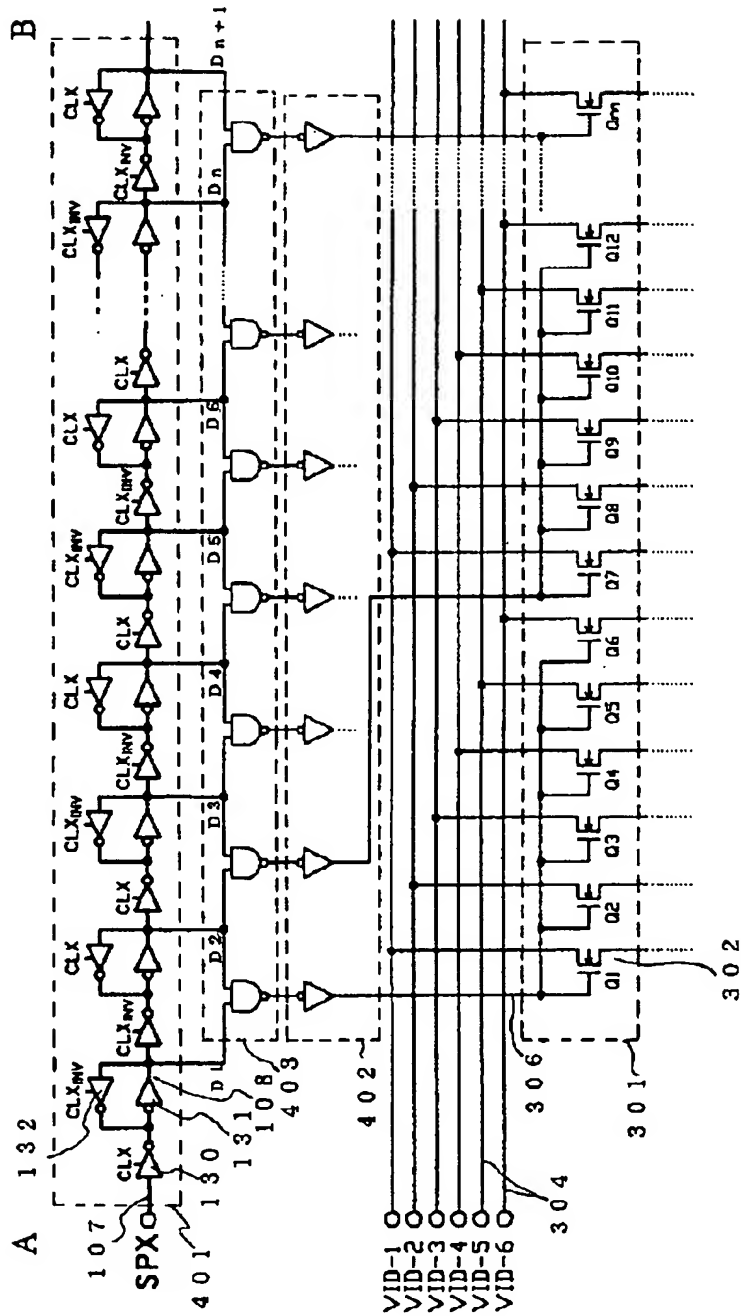 A
B
CLXINV
CLX
CLXINV
CLX
CLXINV
CLX
CLXINV
CLX
CLX
CLXINV
CLX
CLXINV
CLX
CLXINV
CLX
CLXINV
SPX
107
401
132
130
131
108
403
402
D1
D2
D3
D4
D5
D6
Dn
Dn+1
VID-1
VID-2
VID-3
VID-4
VID-5
VID-6
304
306
301
302
Q1
Q2
Q3
Q4
Q5
Q6
Q7
Q8
Q9
Q10
Q11
Q12
Qm